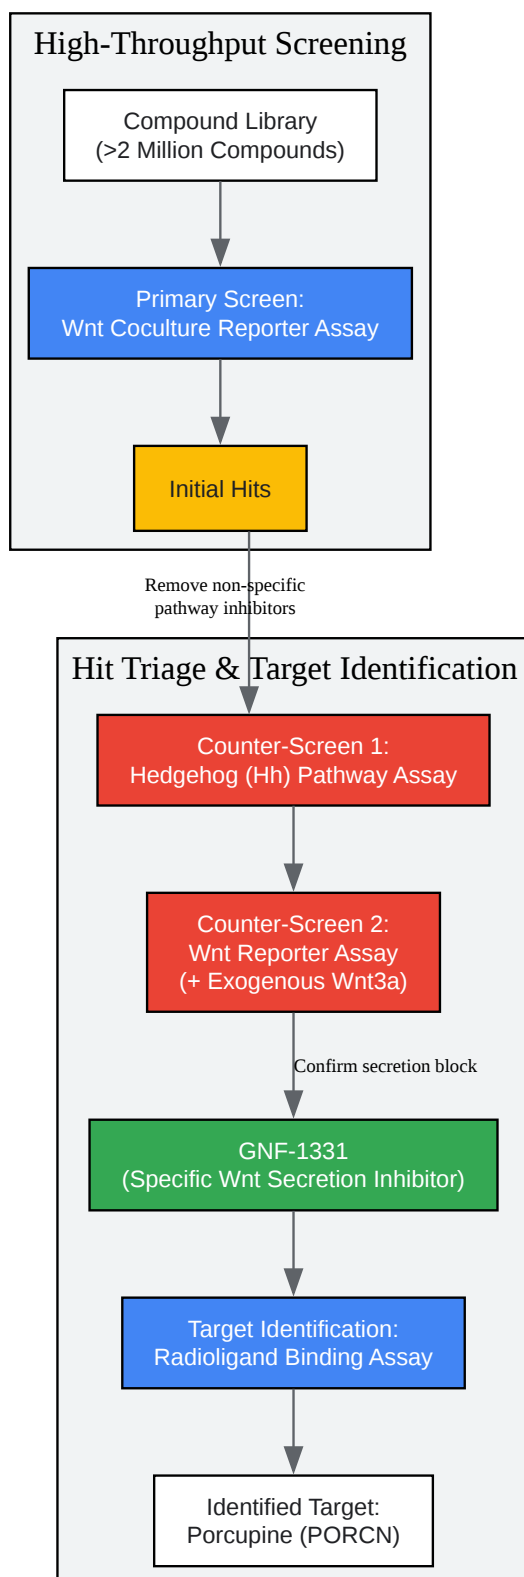 High-Throughput Screening
Compound Library
(>2 Million Compounds)
Primary Screen:
Wnt Coculture Reporter Assay
Initial Hits
Remove non-specific
pathway inhibitors
Hit Triage & Target Identification
Counter-Screen 1:
Hedgehog (Hh) Pathway Assay
Counter-Screen 2:
Wnt Reporter Assay
(+ Exogenous Wnt3a)
Confirm secretion block
GNF-1331
(Specific Wnt Secretion Inhibitor)
Target Identification:
Radioligand Binding Assay
Identified Target:
Porcupine (PORCN)